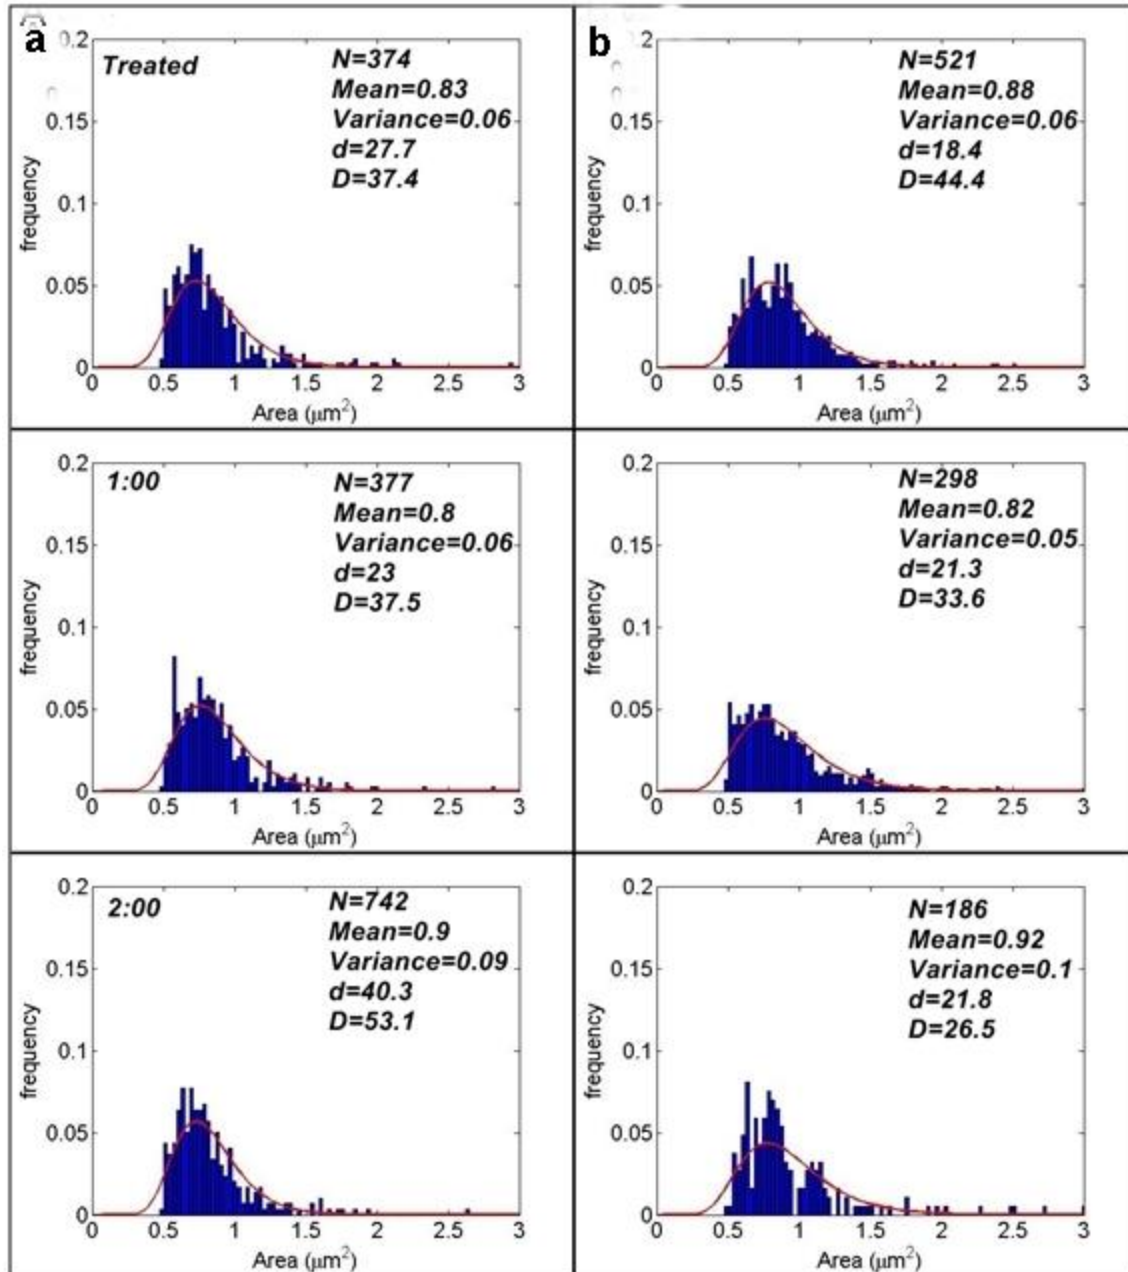 a
Treated
N=374
Mean=0.83
Variance=0.06
d=27.7
D=37.4
0.2
0.15
0.1
0.05
0
frequency
0 0.5 1 1.5 2 2.5 3
Area (μm²)
b
N=521
Mean=0.88
Variance=0.06
d=18.4
D=44.4
2
0.15
0.1
0.05
0
frequency
0 0.5 1 1.5 2 2.5 3
Area (μm²)
1:00
N=377
Mean=0.8
Variance=0.06
d=23
D=37.5
0.2
0.15
0.1
0.05
0
frequency
0 0.5 1 1.5 2 2.5 3
Area (μm²)
N=298
Mean=0.82
Variance=0.05
d=21.3
D=33.6
0.2
0.15
0.1
0.05
0
frequency
0 0.5 1 1.5 2 2.5 3
Area (μm²)
2:00
N=742
Mean=0.9
Variance=0.09
d=40.3
D=53.1
0.2
0.15
0.1
0.05
0
frequency
0 0.5 1 1.5 2 2.5 3
Area (μm²)
N=186
Mean=0.92
Variance=0.1
d=21.8
D=26.5
0.2
0.15
0.1
0.05
0
frequency
0 0.5 1 1.5 2 2.5 3
Area (μm²)